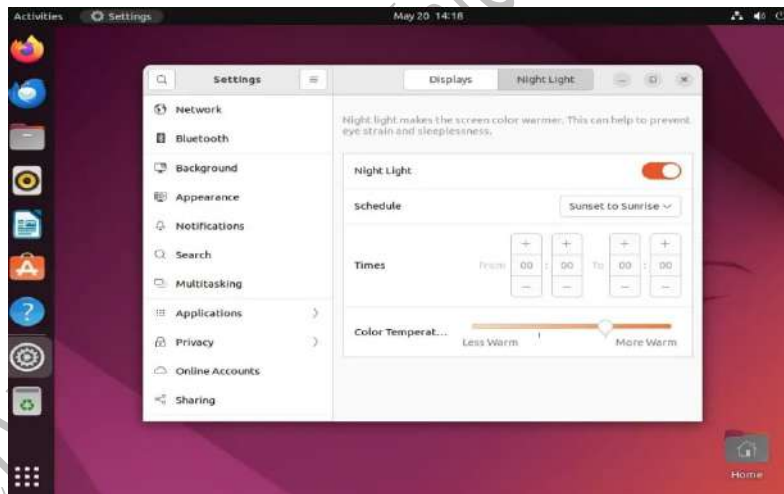 Activities Settings May 20 14:18
Settings Displays Night Light
Network
Bluetooth
Background
Appearance
Notifications
Search
Multitasking
Applications
Privacy
Online Accounts
Sharing
Night light makes the screen color warmer. This can help to prevent
eye strain and sleeplessness.
Night Light
Schedule Sunset to Sunrise
Times From 00 : 00 To 00 : 00
Color Temperat...
Less Warm More Warm
Home